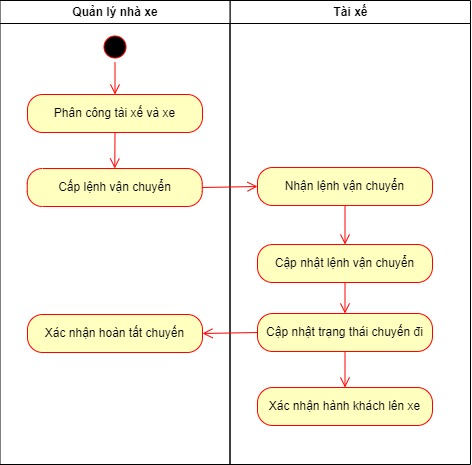 Quản lý nhà xe
Tài xế
Phân công tài xế và xe
Cấp lệnh vận chuyển
Nhận lệnh vận chuyển
Cập nhật lệnh vận chuyển
Xác nhận hoàn tất chuyến
Cập nhật trạng thái chuyến đi
Xác nhận hành khách lên xe